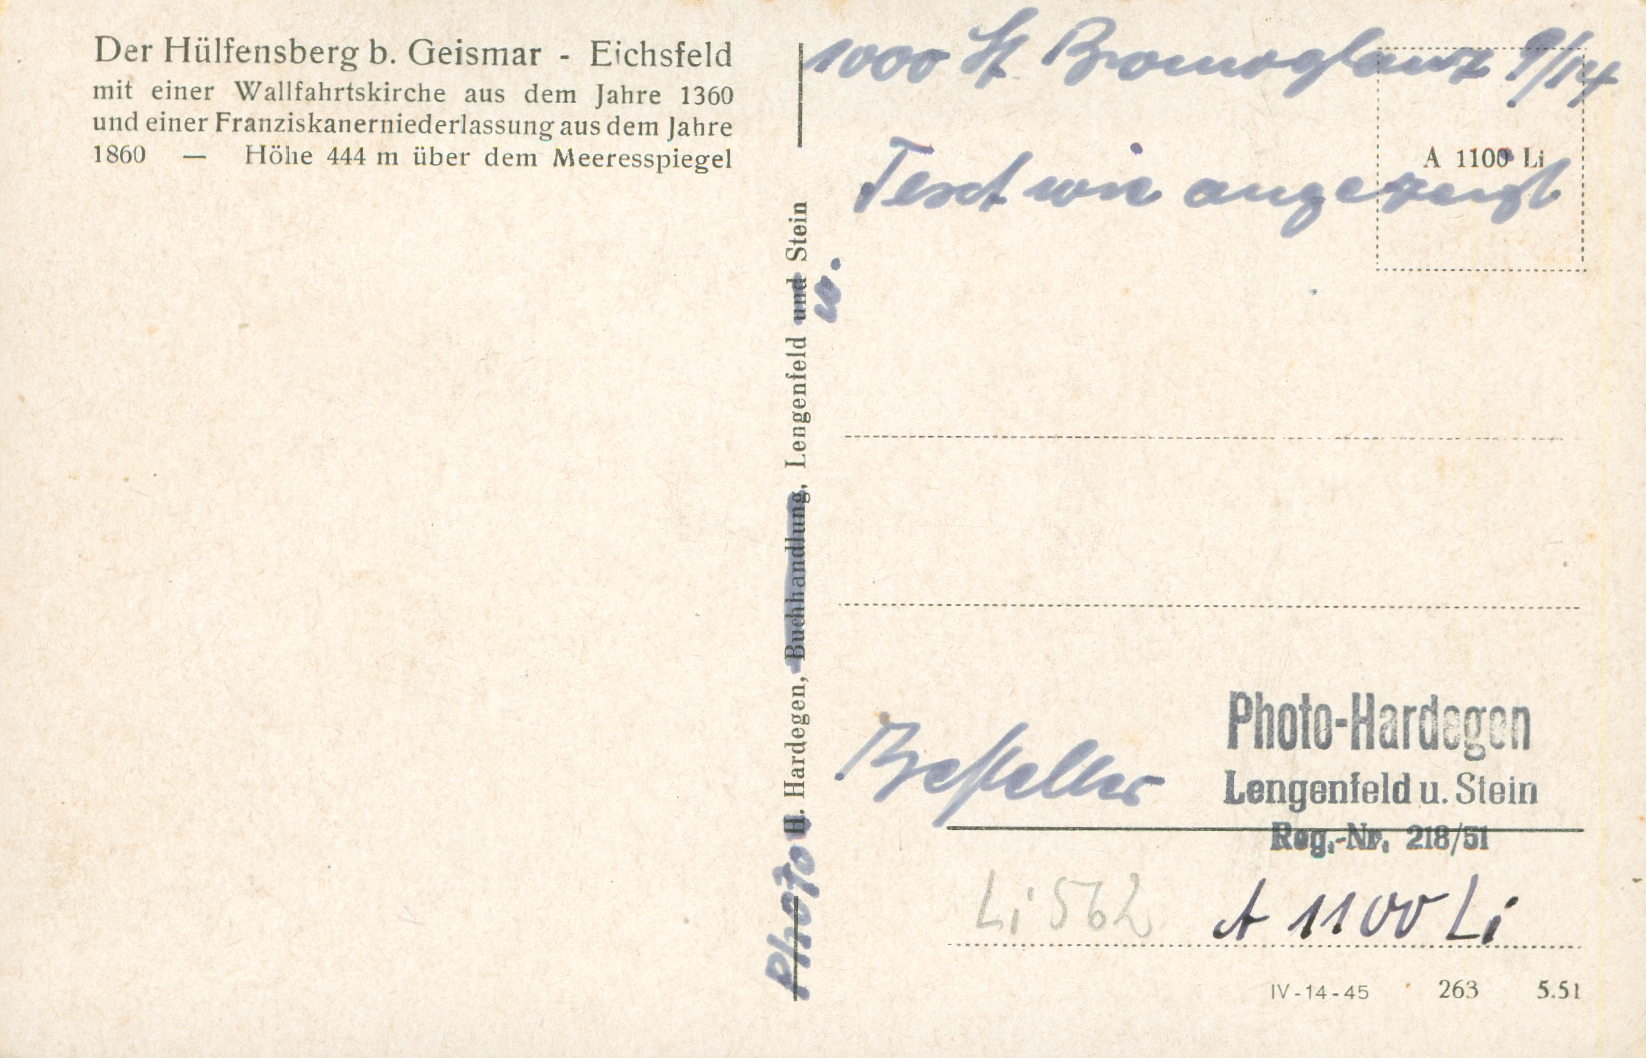 Der Hülfensberg b. Geismar - Eichsfeld
mit einer Wallfahrtskirche aus dem Jahre 1360
und einer Franziskanerniederlassung aus dem Jahre
1860 — Höhe 444 m über dem Meeresspiegel
Photo H. Hardegen, Buchhandlung, Lengenfeld und Stein
u.
1000 St Bromoglanz 9/14
A 1100 Li
Text wie angezeigt
Besteller
Photo-Hardegen
Lengenfeld u. Stein
Reg.-Nr. 218/51
Li 562 A 1100 Li
IV-14-45 263 5.51